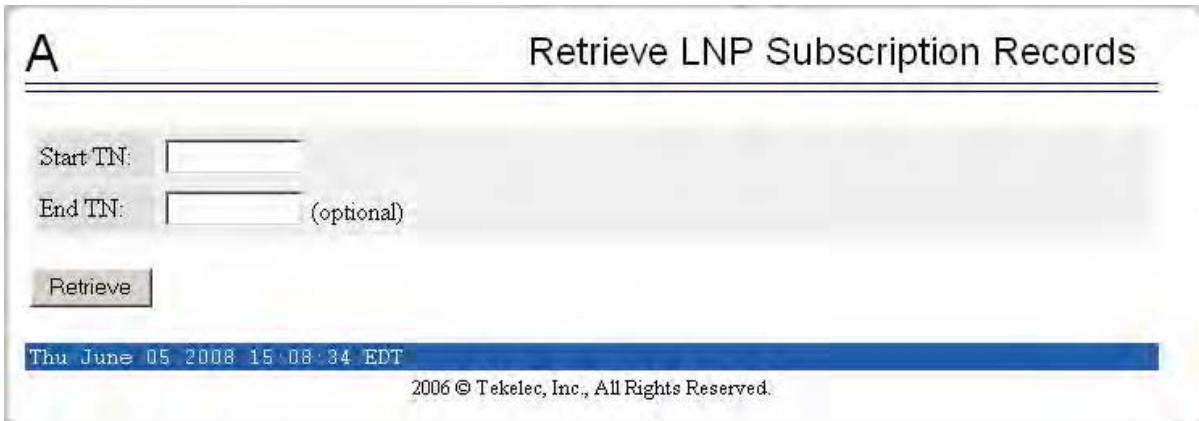 A Retrieve LNP Subscription Records
Start TN:
End TN: (optional)
Retrieve
Thu June 05 2008 15:08:34 EDT
2006 © Tekelec, Inc., All Rights Reserved.